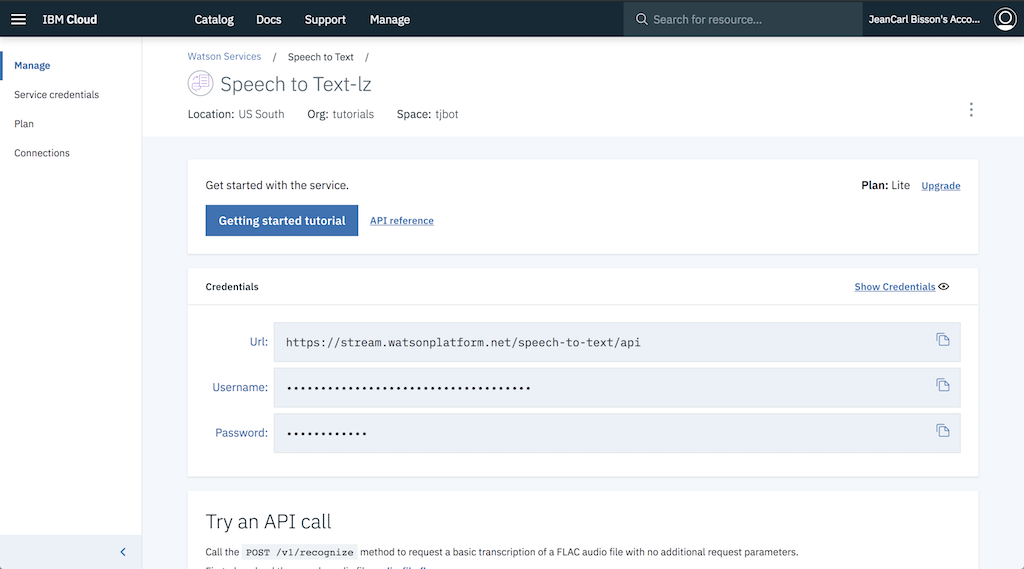 IBM Cloud Catalog Docs Support Manage Search for resource... JeanCarl Bisson's Acco...
Manage
Service credentials
Plan
Connections
Watson Services / Speech to Text /
Speech to Text-lz
Location: US South Org: tutorials Space: tjbot
Get started with the service.
Plan: Lite Upgrade
Getting started tutorial API reference
Credentials
Show Credentials
Url: https://stream.watsonplatform.net/speech-to-text/api
Username: ••••••••••••••••••••••••••••••••••••
Password: ••••••••••••
Try an API call
Call the POST /v1/recognize method to request a basic transcription of a FLAC audio file with no additional request parameters.